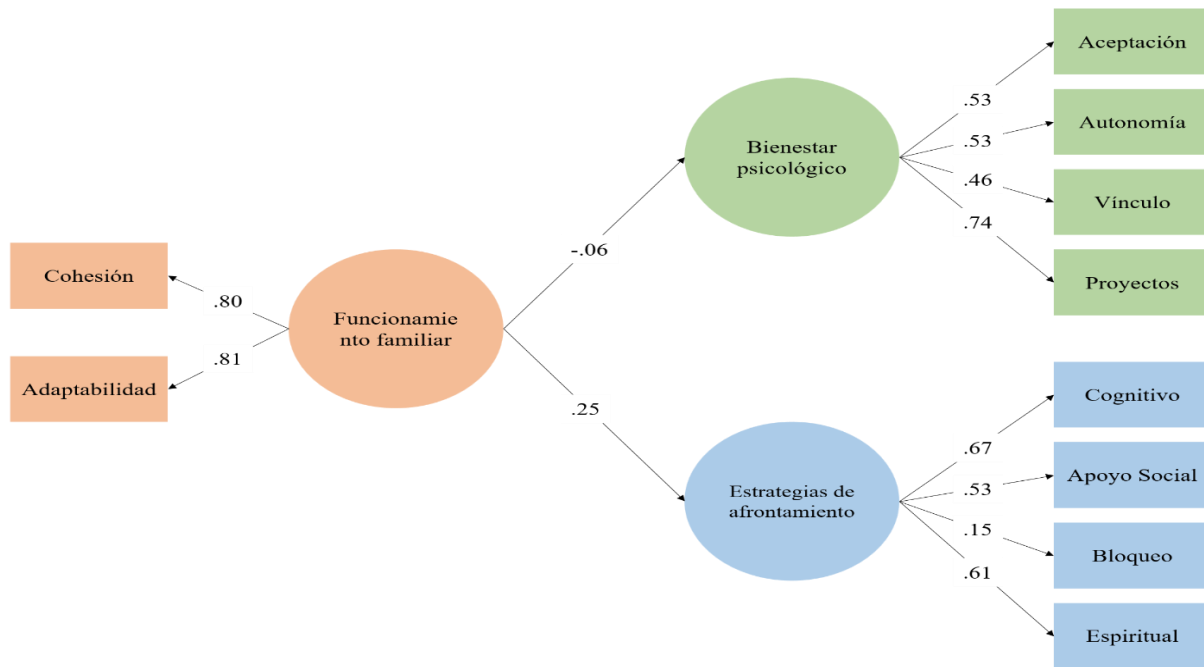 Cohesión
.80
.81
Adaptabilidad
Funcionamie
nto familiar
-.06
.25
Bienestar
psicológico
.53
.53
.46
.74
Aceptación
Autonomía
Vínculo
Proyectos
Estrategias de
afrontamiento
.67
.53
.15
.61
Cognitivo
Apoyo Social
Bloqueo
Espiritual